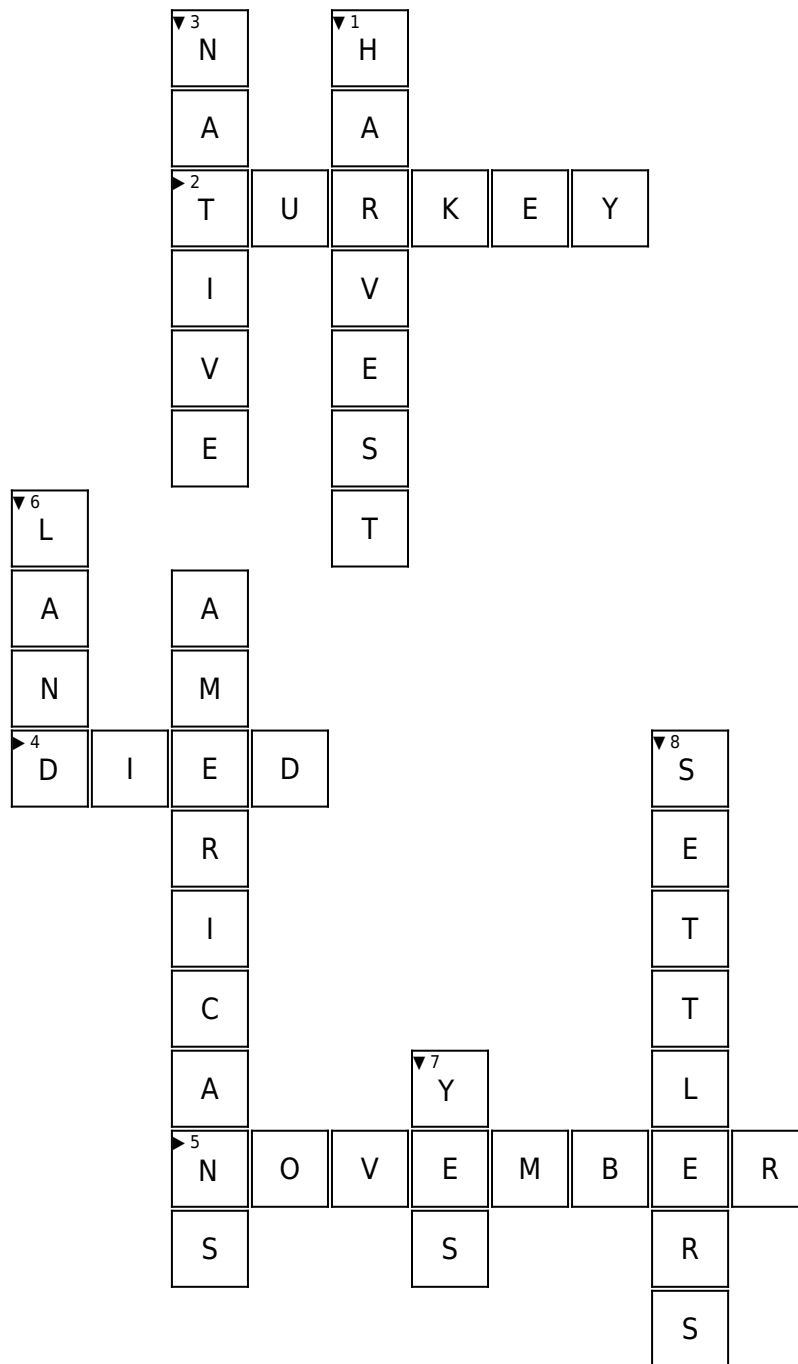 3 1
N H
A A
2
T U R K E Y
I V
V E
E S
6
L T
A A
N M
4 8
D I E D S
R E
I T
C T
7
A Y L
5
N O V E M B E R
S S R
S